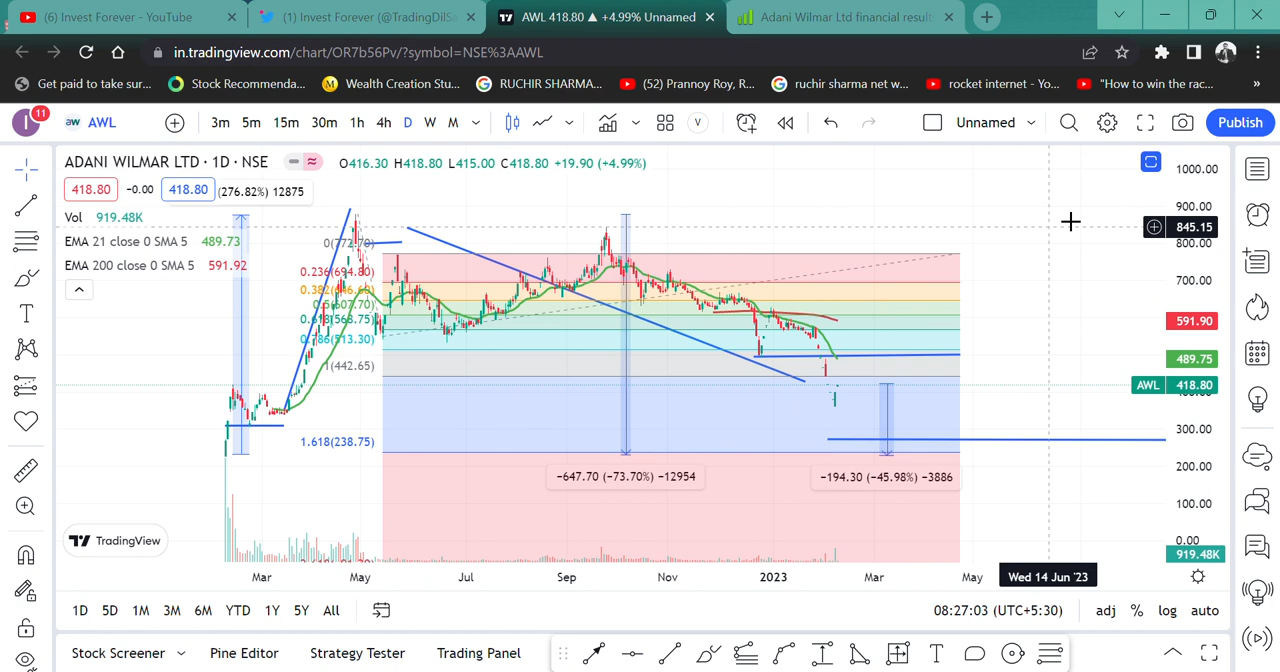 (6) Invest Forever - YouTube
(1) Invest Forever (@TradingDilSa
AWL 418.80 ▲ +4.99% Unnamed
Adani Wilmar Ltd financial result
in.tradingview.com/chart/OR7b56Pv/?symbol=NSE%3AAWL
Get paid to take sur...
Stock Recommenda...
Wealth Creation Stu...
RUCHIR SHARMA...
(52) Prannoy Roy, R...
ruchir sharma net w...
rocket internet - Yo...
"How to win the rac...
»
I
11
aw
AWL
3m 5m 15m 30m 1h 4h D W M
V
Unnamed
Publish
ADANI WILMAR LTD · 1D · NSE
O416.30 H418.80 L415.00 C418.80 +19.90 (+4.99%)
418.80 -0.00 418.80
(276.82%) 12875
Vol 919.48K
EMA 21 close 0 SMA 5 489.73
EMA 200 close 0 SMA 5 591.92
0(772.70)
0.236(694.80)
0.786(513.30)
1(442.65)
1.618(238.75)
−647.70 (−73.70%) −12954
−194.30 (−45.98%) −3886
1000.00
900.00
845.15
800.00
700.00
591.90
489.75
AWL 418.80
300.00
200.00
100.00
0.00
919.48K
TradingView
Mar
May
Jul
Sep
Nov
2023
Mar
May
Wed 14 Jun '23
1D 5D 1M 3M 6M YTD 1Y 5Y All
08:27:03 (UTC+5:30)
adj % log auto
Stock Screener
Pine Editor
Strategy Tester
Trading Panel
T